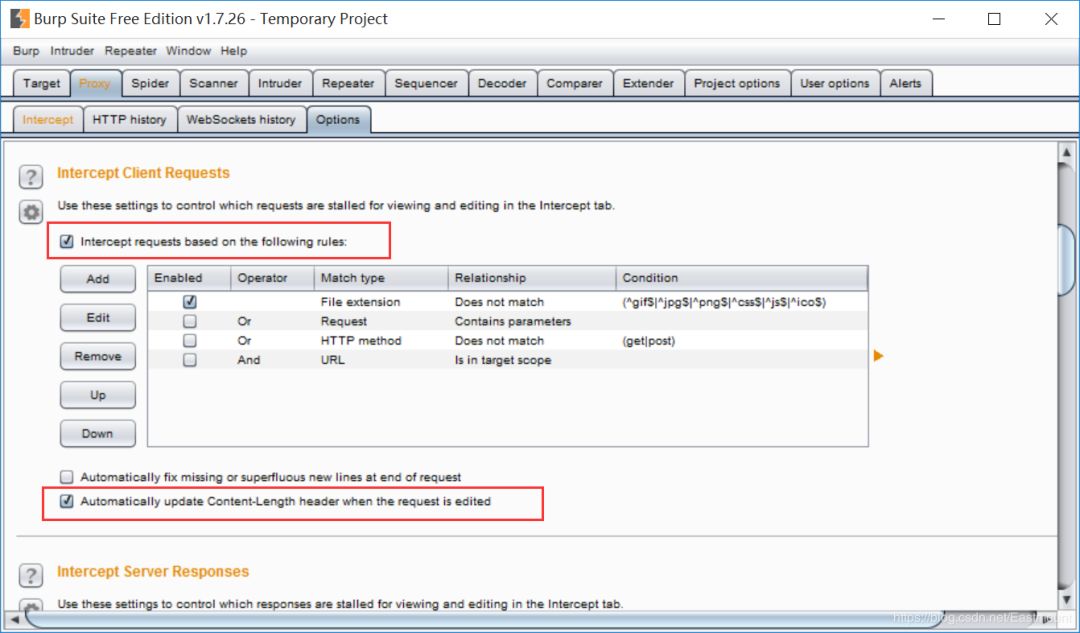 Burp Suite Free Edition v1.7.26 - Temporary Project
Burp Intruder Repeater Window Help
Target Proxy Spider Scanner Intruder Repeater Sequencer Decoder Comparer Extender Project options User options Alerts
Intercept HTTP history WebSockets history Options
? Intercept Client Requests
Use these settings to control which requests are stalled for viewing and editing in the Intercept tab.
Intercept requests based on the following rules:
Add
Edit
Remove
Up
Down
Enabled Operator Match type Relationship Condition
File extension Does not match (^gif$|^jpg$|^png$|^css$|^js$|^ico$)
Or Request Contains parameters
Or HTTP method Does not match (get|post)
And URL Is in target scope
Automatically fix missing or superfluous new lines at end of request
Automatically update Content-Length header when the request is edited
? Intercept Server Responses
Use these settings to control which responses are stalled for viewing and editing in the Intercept tab.